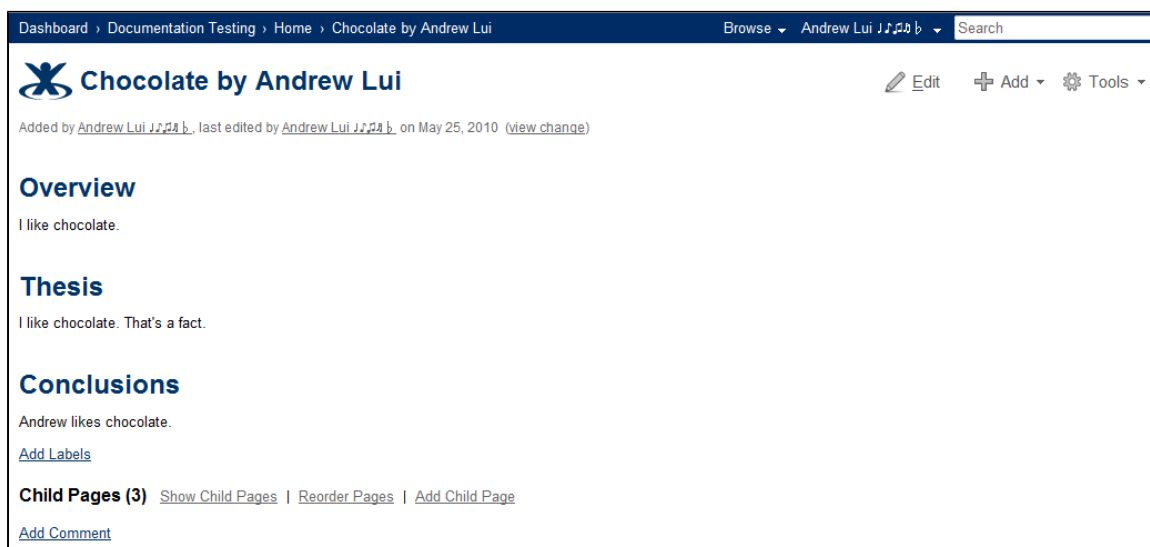 Dashboard › Documentation Testing › Home › Chocolate by Andrew Lui Browse Andrew Lui ♩♪♫♬♭ Search
Chocolate by Andrew Lui Edit Add Tools
Added by Andrew Lui ♩♪♫♬♭, last edited by Andrew Lui ♩♪♫♬♭ on May 25, 2010 (view change)
Overview
I like chocolate.
Thesis
I like chocolate. That's a fact.
Conclusions
Andrew likes chocolate.
Add Labels
Child Pages (3) Show Child Pages | Reorder Pages | Add Child Page
Add Comment